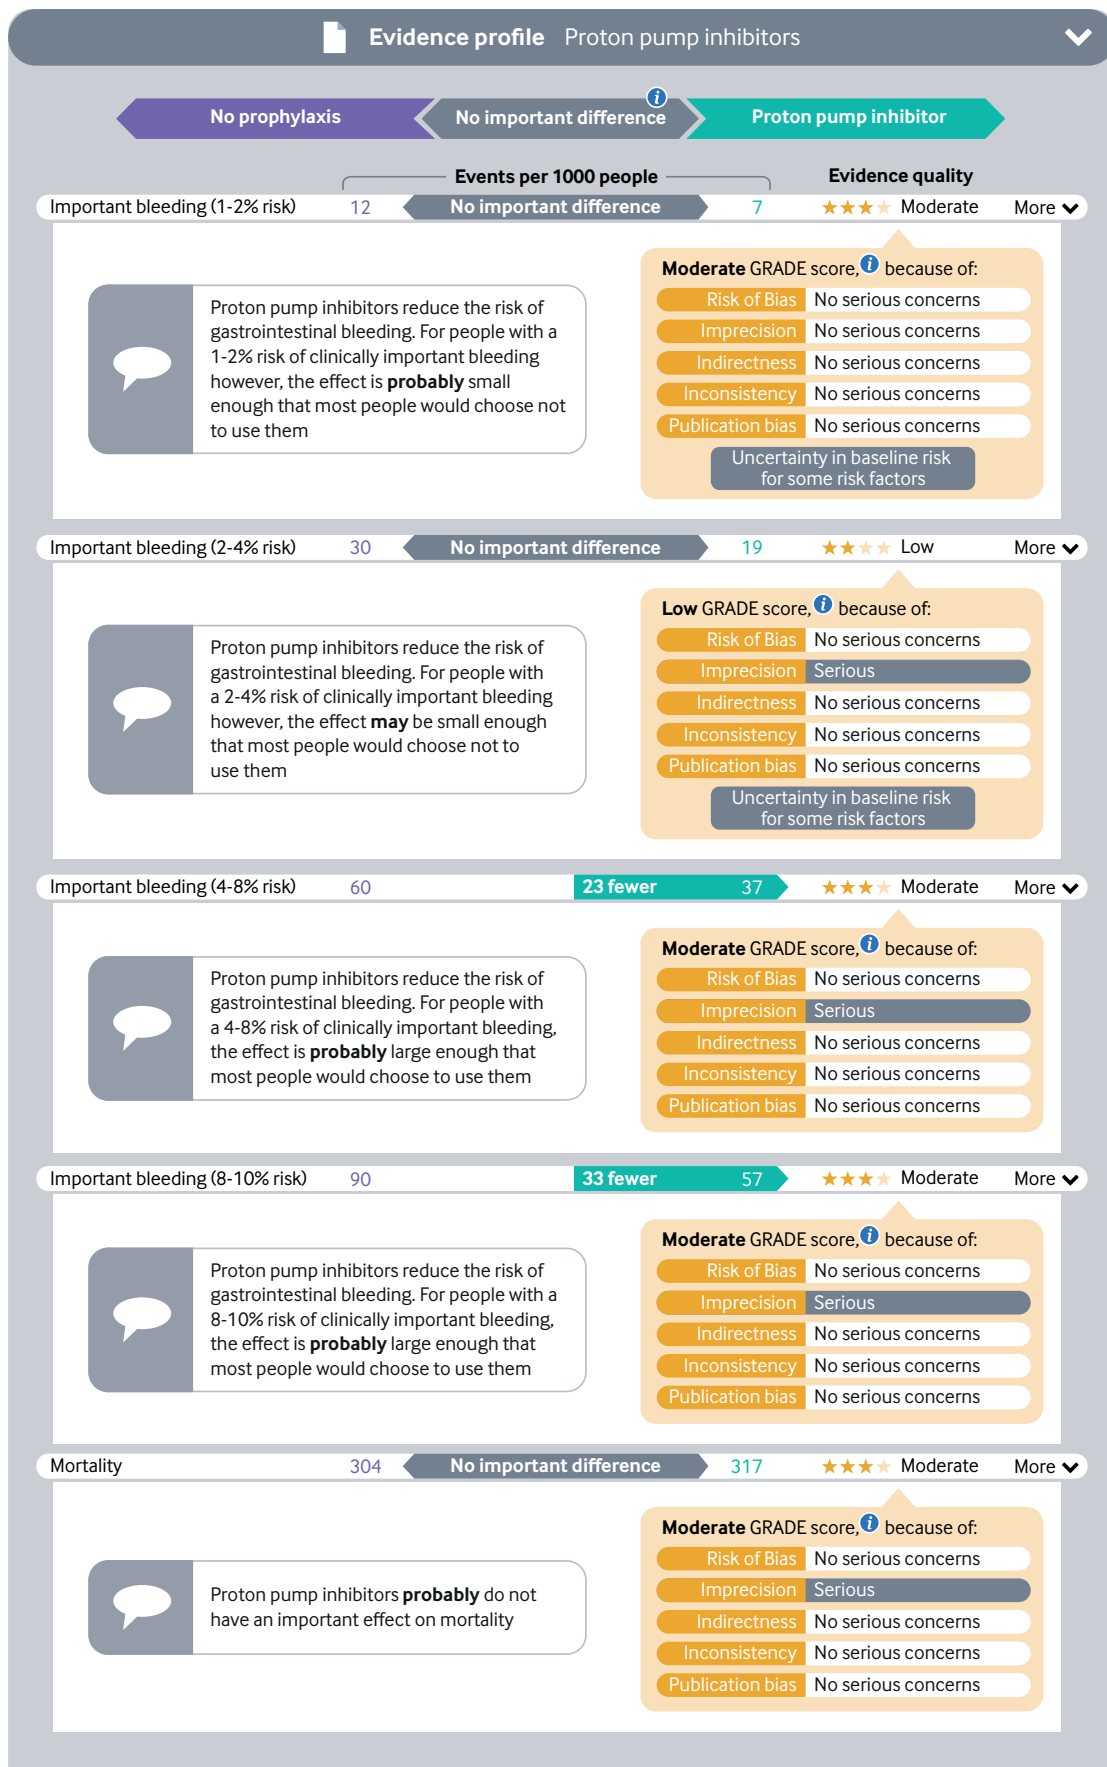 Evidence profile Proton pump inhibitors
No prophylaxis No important difference i Proton pump inhibitor
Events per 1000 people Evidence quality
Important bleeding (1-2% risk) 12 No important difference 7 Moderate More
Proton pump inhibitors reduce the risk of
gastrointestinal bleeding. For people with a
1-2% risk of clinically important bleeding
however, the effect is probably small
enough that most people would choose not
to use them
Moderate GRADE score, i because of:
Risk of Bias No serious concerns
Imprecision No serious concerns
Indirectness No serious concerns
Inconsistency No serious concerns
Publication bias No serious concerns
Uncertainty in baseline risk
for some risk factors
Important bleeding (2-4% risk) 30 No important difference 19 Low More
Proton pump inhibitors reduce the risk of
gastrointestinal bleeding. For people with
a 2-4% risk of clinically important bleeding
however, the effect may be small enough
that most people would choose not to
use them
Low GRADE score, i because of:
Risk of Bias No serious concerns
Imprecision Serious
Indirectness No serious concerns
Inconsistency No serious concerns
Publication bias No serious concerns
Uncertainty in baseline risk
for some risk factors
Important bleeding (4-8% risk) 60 23 fewer 37 Moderate More
Proton pump inhibitors reduce the risk of
gastrointestinal bleeding. For people with
a 4-8% risk of clinically important bleeding,
the effect is probably large enough that
most people would choose to use them
Moderate GRADE score, i because of:
Risk of Bias No serious concerns
Imprecision Serious
Indirectness No serious concerns
Inconsistency No serious concerns
Publication bias No serious concerns
Important bleeding (8-10% risk) 90 33 fewer 57 Moderate More
Proton pump inhibitors reduce the risk of
gastrointestinal bleeding. For people with a
8-10% risk of clinically important bleeding,
the effect is probably large enough that
most people would choose to use them
Moderate GRADE score, i because of:
Risk of Bias No serious concerns
Imprecision Serious
Indirectness No serious concerns
Inconsistency No serious concerns
Publication bias No serious concerns
Mortality 304 No important difference 317 Moderate More
Proton pump inhibitors probably do not
have an important effect on mortality
Moderate GRADE score, i because of:
Risk of Bias No serious concerns
Imprecision Serious
Indirectness No serious concerns
Inconsistency No serious concerns
Publication bias No serious concerns